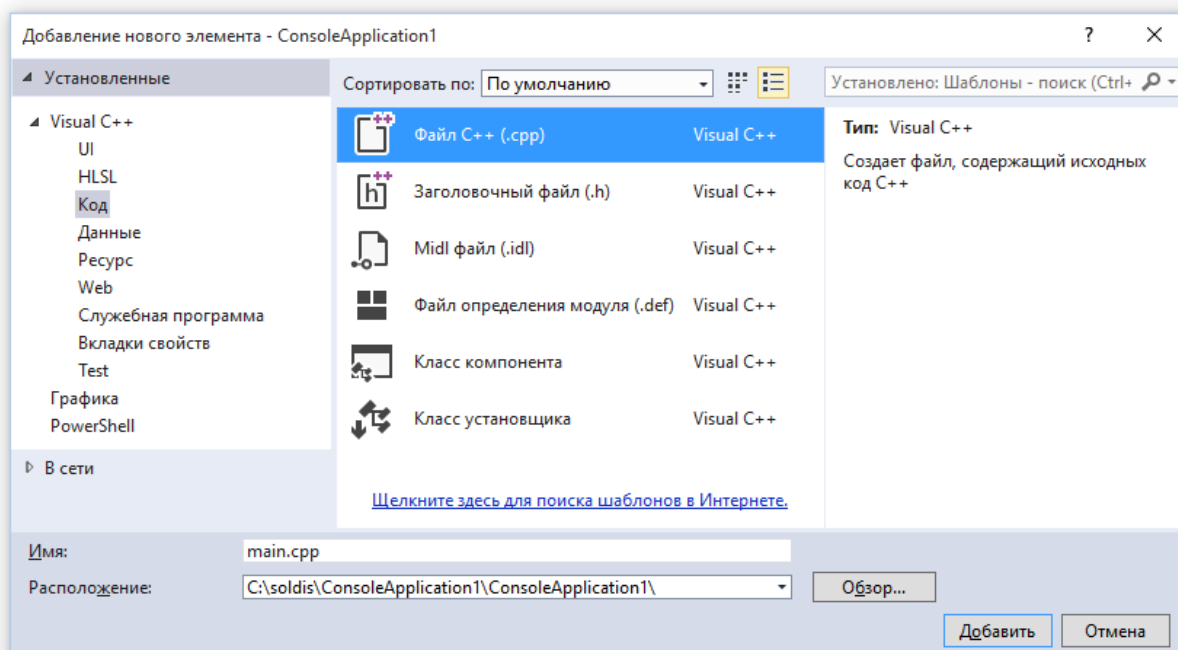 Добавление нового элемента - ConsoleApplication1
?
Установленные
Visual C++
UI
HLSL
Код
Данные
Ресурс
Web
Служебная программа
Вкладки свойств
Test
Графика
PowerShell
В сети
Сортировать по: По умолчанию
Файл C++ (.cpp) Visual C++
Заголовочный файл (.h) Visual C++
Midl файл (.idl) Visual C++
Файл определения модуля (.def) Visual C++
Класс компонента Visual C++
Класс установщика Visual C++
Щелкните здесь для поиска шаблонов в Интернете.
Установлено: Шаблоны - поиск (Ctrl+
Тип: Visual C++
Создает файл, содержащий исходных
код C++
Имя: main.cpp
Расположение: C:\soldis\ConsoleApplication1\ConsoleApplication1\ Обзор...
Добавить Отмена